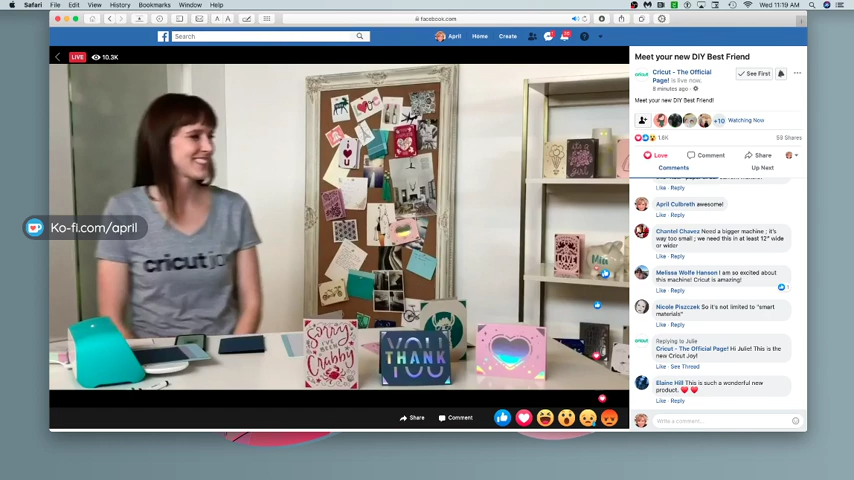 Safari File Edit View History Bookmarks Window Help
Wed 11:19 AM
facebook.com
Search
April Home Create
LIVE 10.3K
Ko-fi.com/april
cricut joy
I
U
it's a
Girl
LOVE
Mia
Sorry
I've been
Crabby
THANK
YOU
Share Comment
Meet your new DIY Best Friend
Cricut - The Official
Page! is live now.
8 minutes ago
See First
Meet your new DIY Best Friend!
+10 Watching Now
1.6K
59 Shares
Love Comment Share
Comments Up Next
Like · Reply
April Culbreth awesome!
Like · Reply
Chantel Chavez Need a bigger machine ; it's
way too small ; we need this in at least 12" wide
or wider
Like · Reply
Melissa Wolfe Hanson I am so excited about
this machine! Cricut is amazing!
1
Like · Reply
Nicole Piszczek So it's not limited to "smart
materials"
Like · Reply
Replying to Julie
Cricut - The Official Page! Hi Julie! This is the
new Cricut Joy!
Like · See Thread
Elaine Hill This is such a wonderful new
product.
Like · Reply
Write a comment...